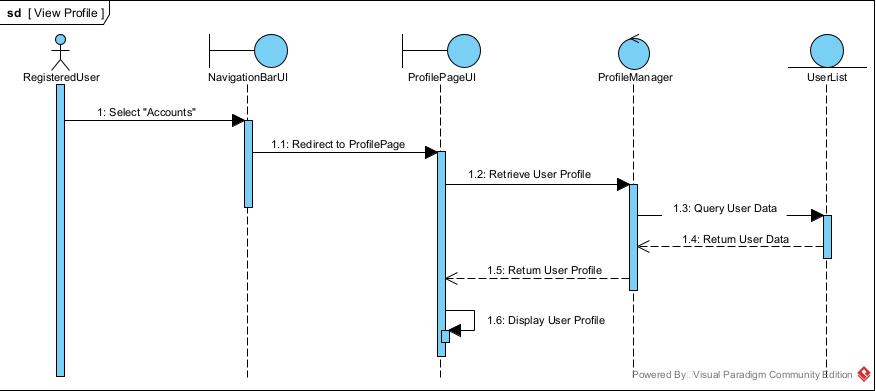 sd [ View Profile ]
RegisteredUser
NavigationBarUI
ProfilePageUI
ProfileManager
UserList
1: Select "Accounts"
1.1: Redirect to ProfilePage
1.2: Retrieve User Profile
1.3: Query User Data
1.4: Return User Data
1.5: Return User Profile
1.6: Display User Profile
Powered By Visual Paradigm Community Edition